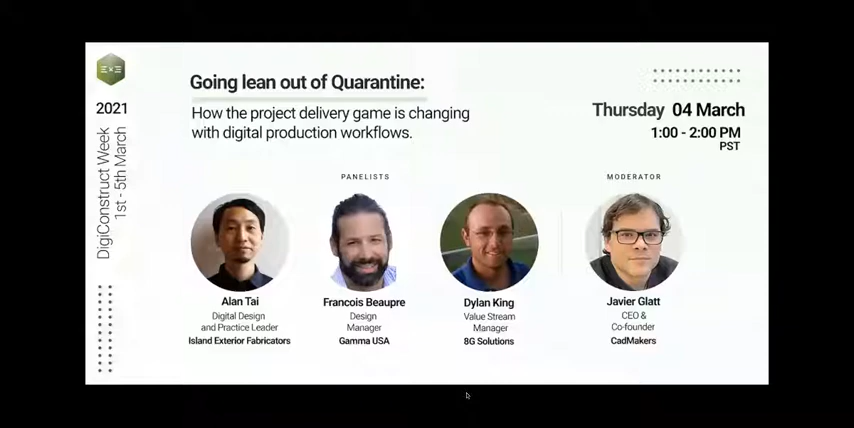 2021
DigiConstruct Week
1st - 5th March
Going lean out of Quarantine:
How the project delivery game is changing
with digital production workflows.
Thursday 04 March
1:00 - 2:00 PM
PST
PANELISTS
MODERATOR
Alan Tai
Digital Design
and Practice Leader
Island Exterior Fabricators
Francois Beaupre
Design
Manager
Gamma USA
Dylan King
Value Stream
Manager
8G Solutions
Javier Glatt
CEO &
Co-founder
CadMakers